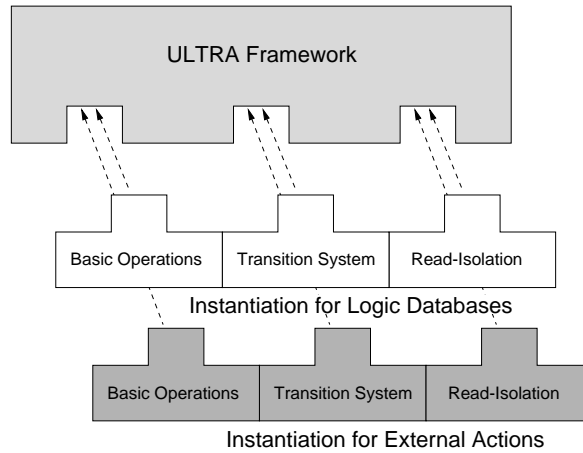 ULTRA Framework
Basic Operations Transition System Read-Isolation
Instantiation for Logic Databases
Basic Operations Transition System Read-Isolation
Instantiation for External Actions